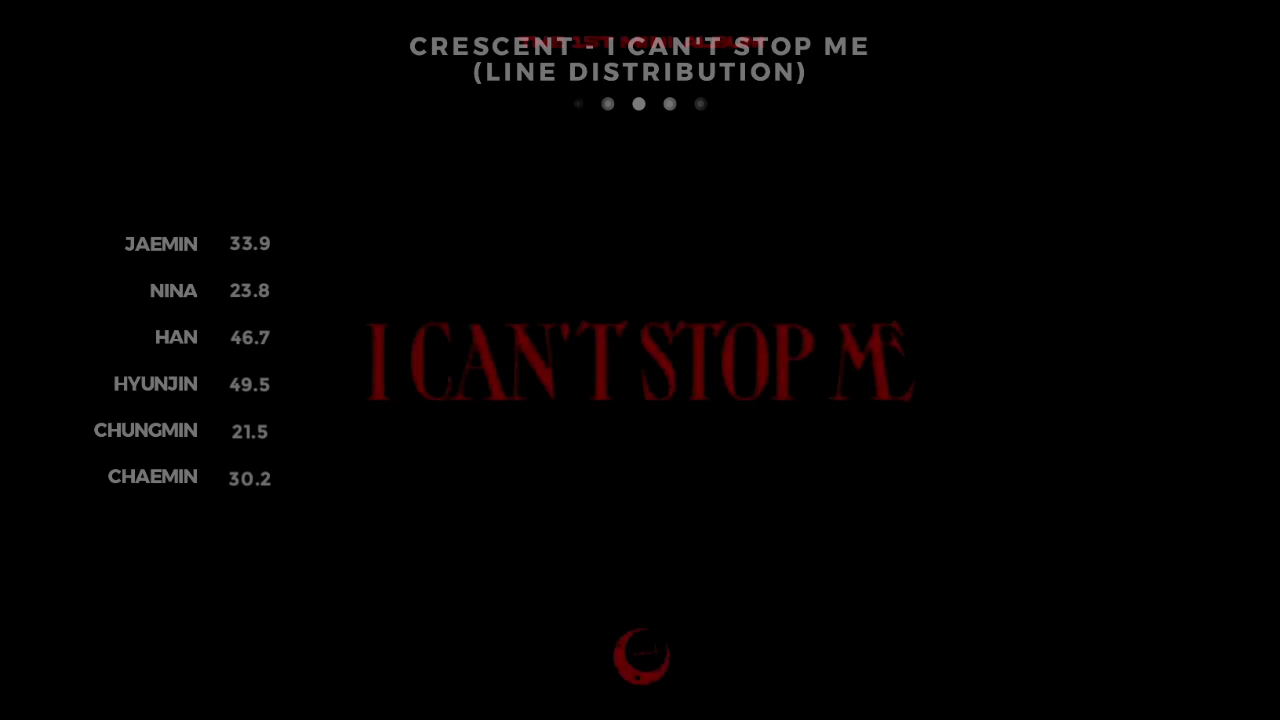 CRESCENT - I CAN'T STOP ME
(LINE DISTRIBUTION)
JAEMIN 33.9
NINA 23.8
HAN 46.7
HYUNJIN 49.5
CHUNGMIN 21.5
CHAEMIN 30.2
I CAN'T STOP ME